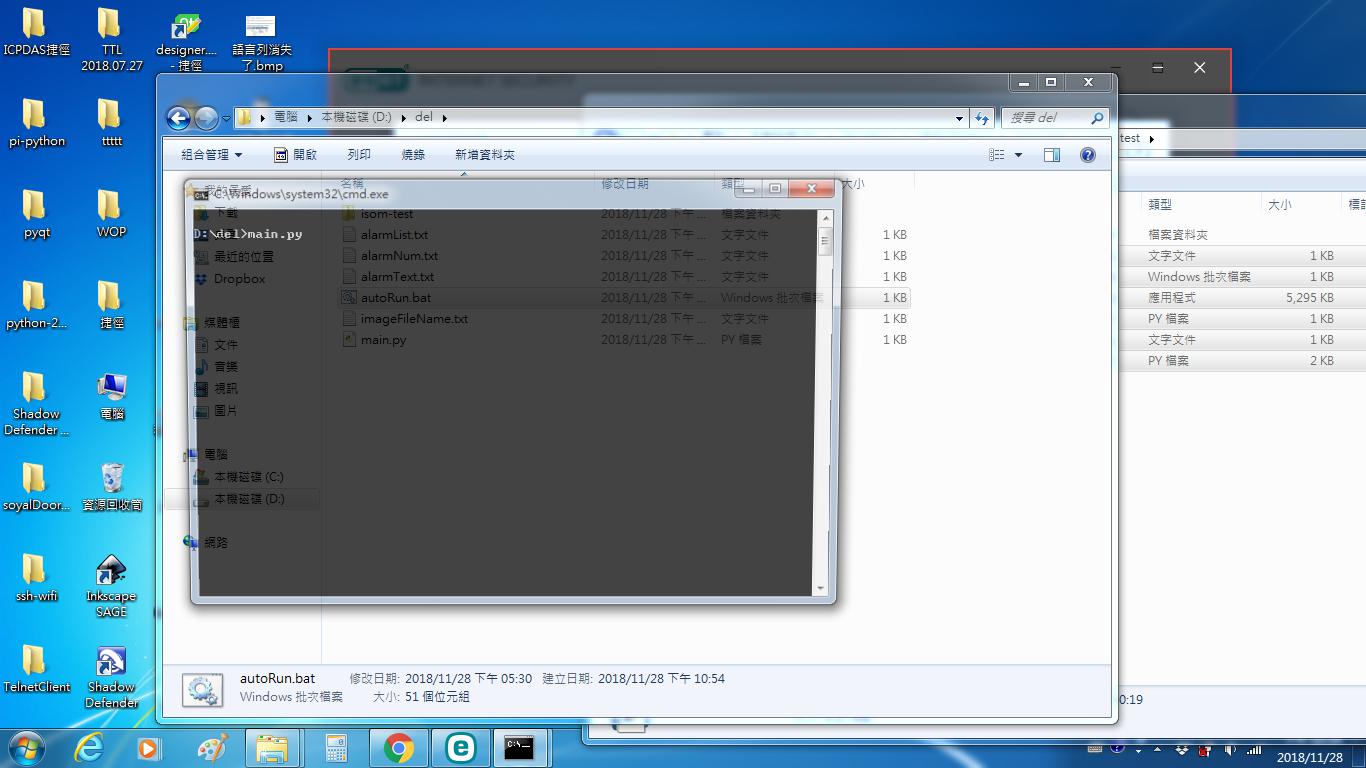 ICPDAS捷徑
TTL
2018.07.27
designer....
- 捷徑
語言列消失
了.bmp
pi-python
ttttt
pyqt
WOP
python-2...
捷徑
Shadow
Defender ...
電腦
soyalDoor...
資源回收筒
ssh-wifi
Inkscape
SAGE
TelnetClient
Shadow
Defender
電腦 本機磁碟 (D:) del
搜尋 del
組合管理 開啟 列印 燒錄 新增資料夾
名稱 修改日期 類型 大小
C:\Windows\system32\cmd.exe
D:\del>main.py
我的最愛
下載
最近的位置
Dropbox
媒體櫃
文件
音樂
視訊
圖片
電腦
本機磁碟 (C:)
本機磁碟 (D:)
網路
isom-test 2018/11/28 下午 ... 檔案資料夾
alarmList.txt 2018/11/28 下午 ... 文字文件 1 KB
alarmNum.txt 2018/11/28 下午 ... 文字文件 1 KB
alarmText.txt 2018/11/28 下午 ... 文字文件 1 KB
autoRun.bat 2018/11/28 下午 ... Windows 批次檔案 1 KB
imageFileName.txt 2018/11/28 下午 ... 文字文件 1 KB
main.py 2018/11/28 下午 ... PY 檔案 1 KB
autoRun.bat 修改日期: 2018/11/28 下午 05:30 建立日期: 2018/11/28 下午 10:54
Windows 批次檔案 大小: 51 個位元組
test
類型 大小
檔案資料夾
文字文件 1 KB
Windows 批次檔案 1 KB
應用程式 5,295 KB
PY 檔案 1 KB
文字文件 1 KB
PY 檔案 2 KB
0:19
2018/11/28